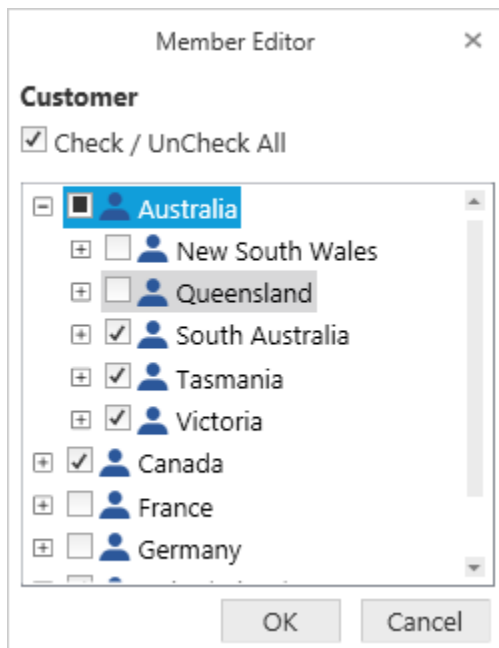 Member Editor
Customer
Check / UnCheck All
Australia
New South Wales
Queensland
South Australia
Tasmania
Victoria
Canada
France
Germany
OK Cancel